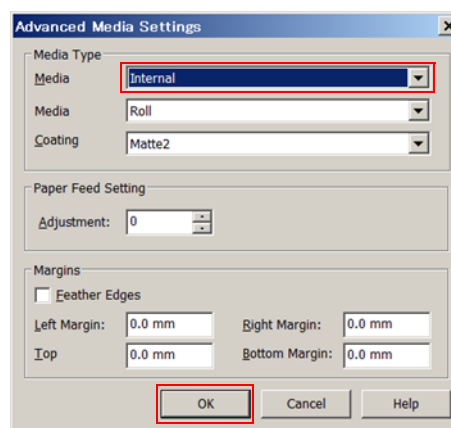 Advanced Media Settings
Media Type
Media Internal
Media Roll
Coating Matte2
Paper Feed Setting
Adjustment: 0
Margins
Feather Edges
Left Margin: 0.0 mm Right Margin: 0.0 mm
Top 0.0 mm Bottom Margin: 0.0 mm
OK Cancel Help